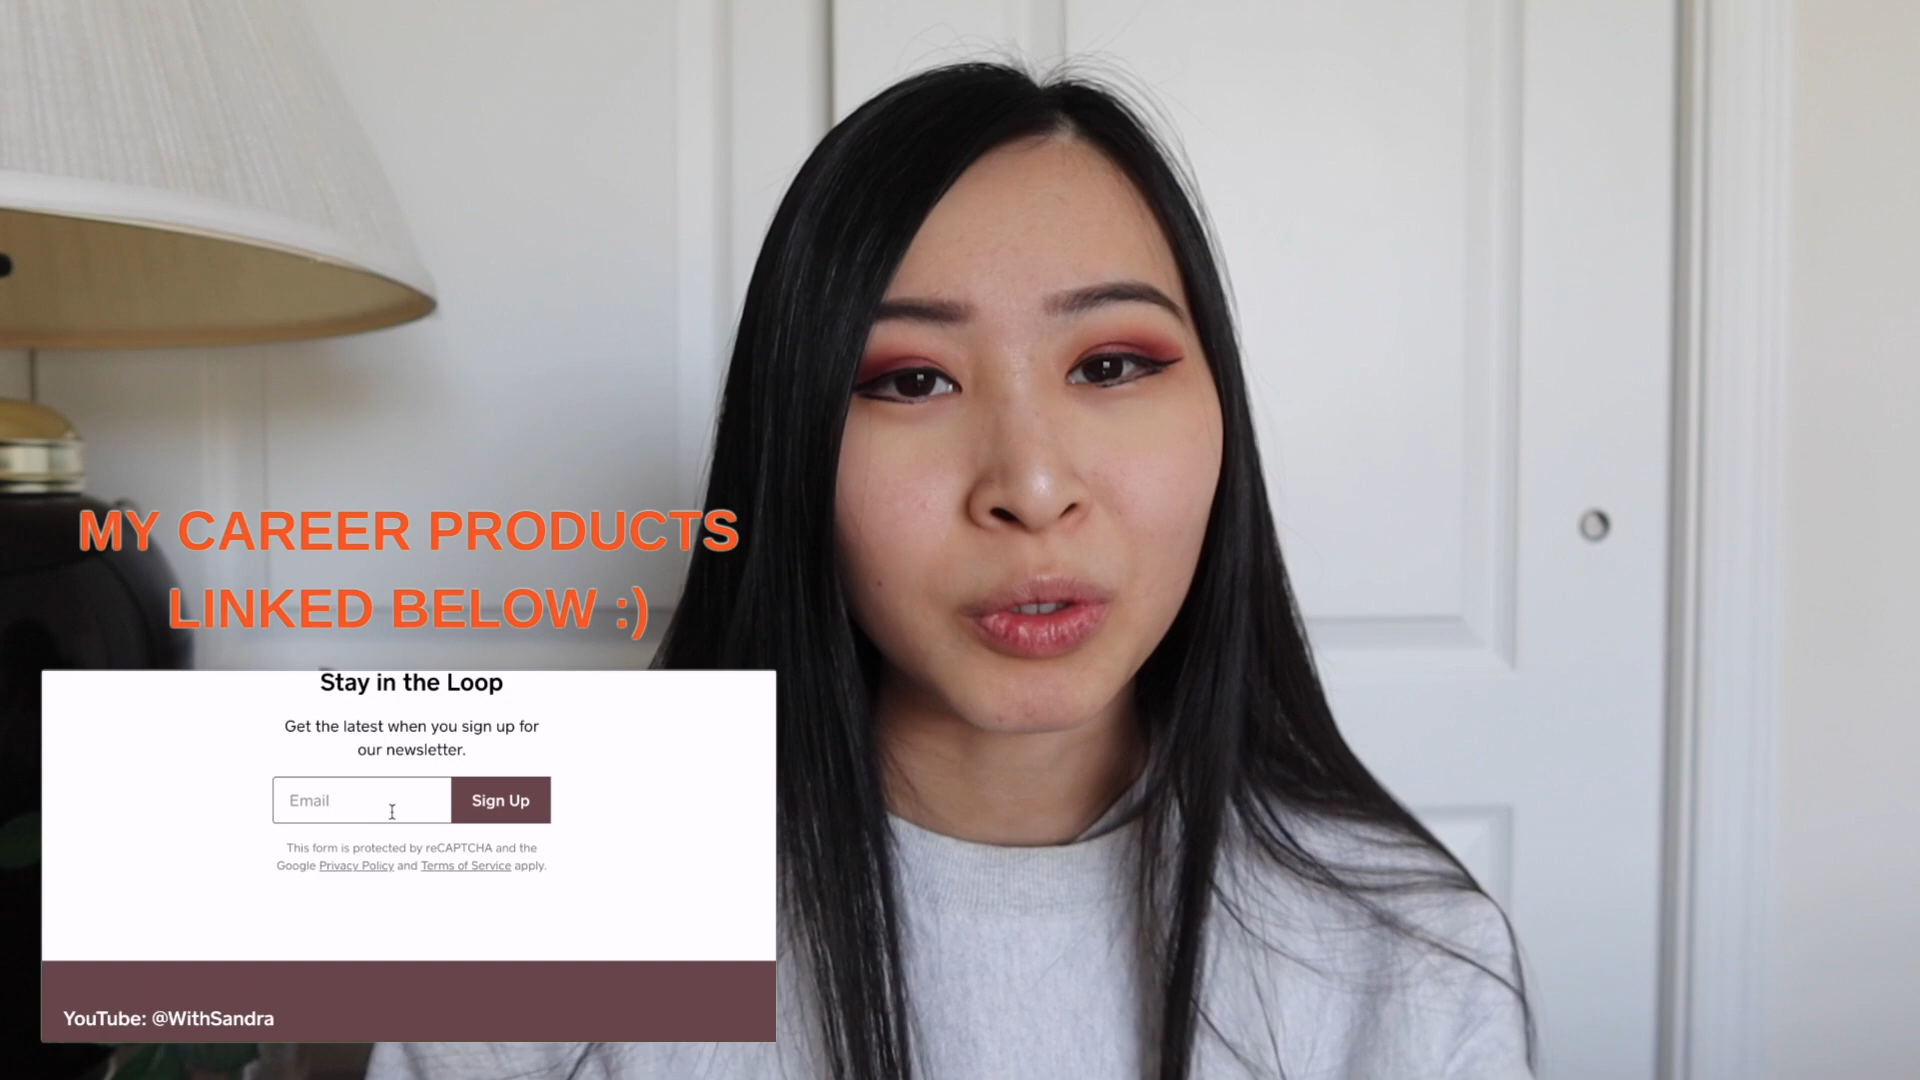 MY CAREER PRODUCTS
LINKED BELOW :)
Stay in the Loop
Get the latest when you sign up for
our newsletter.
Email
Sign Up
This form is protected by reCAPTCHA and the
Google Privacy Policy and Terms of Service apply.
YouTube: @WithSandra